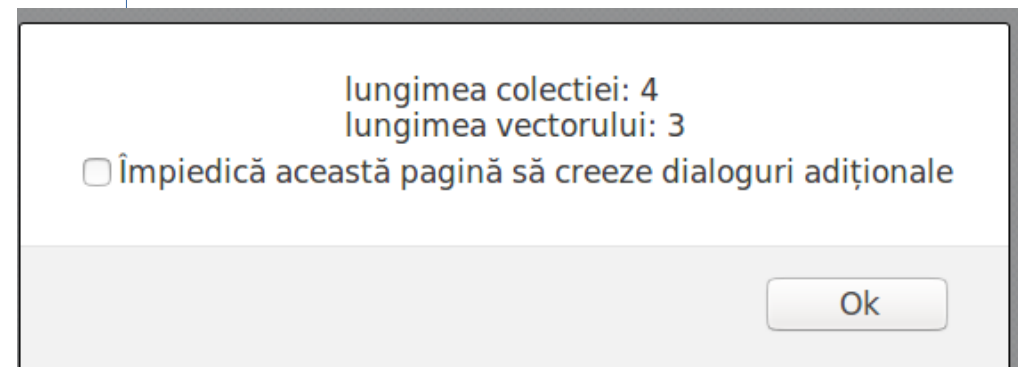 lungimea colectiei: 4
lungimea vectorului: 3
Împiedică această pagină să creeze dialoguri adiționale
Ok